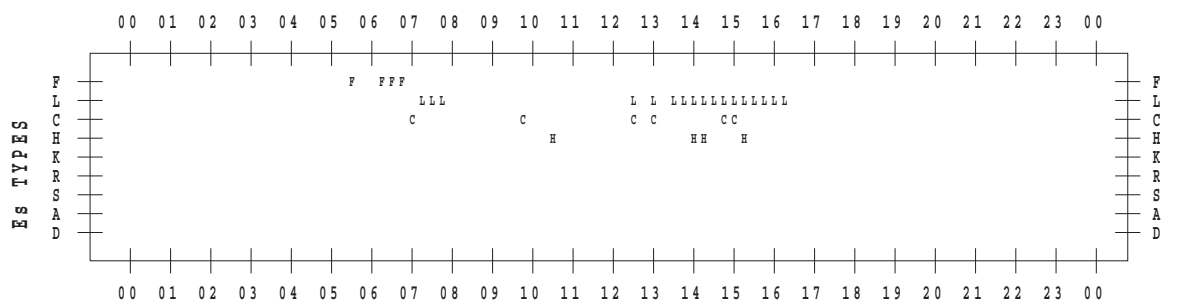 00 01 02 03 04 05 06 07 08 09 10 11 12 13 14 15 16 17 18 19 20 21 22 23 00
F F FFF F
L LLL L L LLLLLLLLLLLL L
C C C C C CC C
H H HH H H
K K
R R
S S
A A
D D
Es TYPES
00 01 02 03 04 05 06 07 08 09 10 11 12 13 14 15 16 17 18 19 20 21 22 23 00